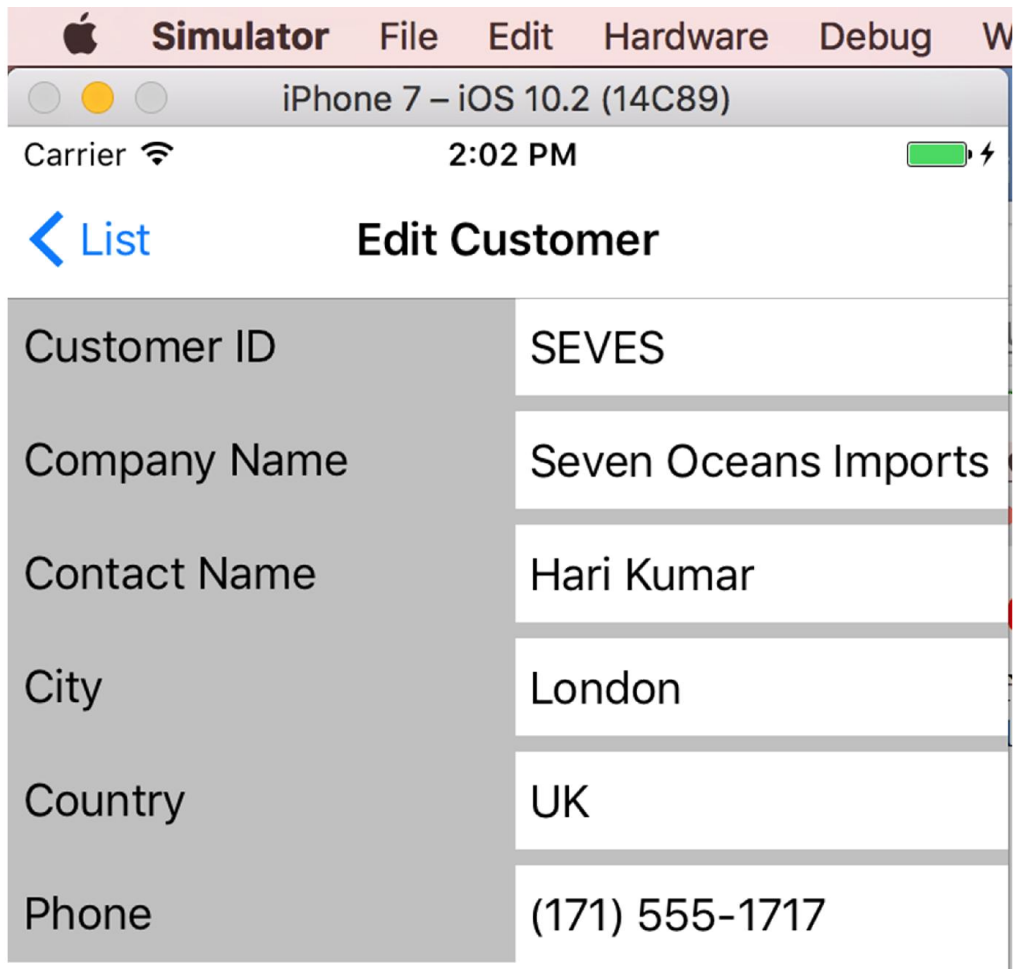 Simulator File Edit Hardware Debug W
iPhone 7 – iOS 10.2 (14C89)
Carrier 2:02 PM
List Edit Customer
Customer ID SEVES
Company Name Seven Oceans Imports
Contact Name Hari Kumar
City London
Country UK
Phone (171) 555-1717